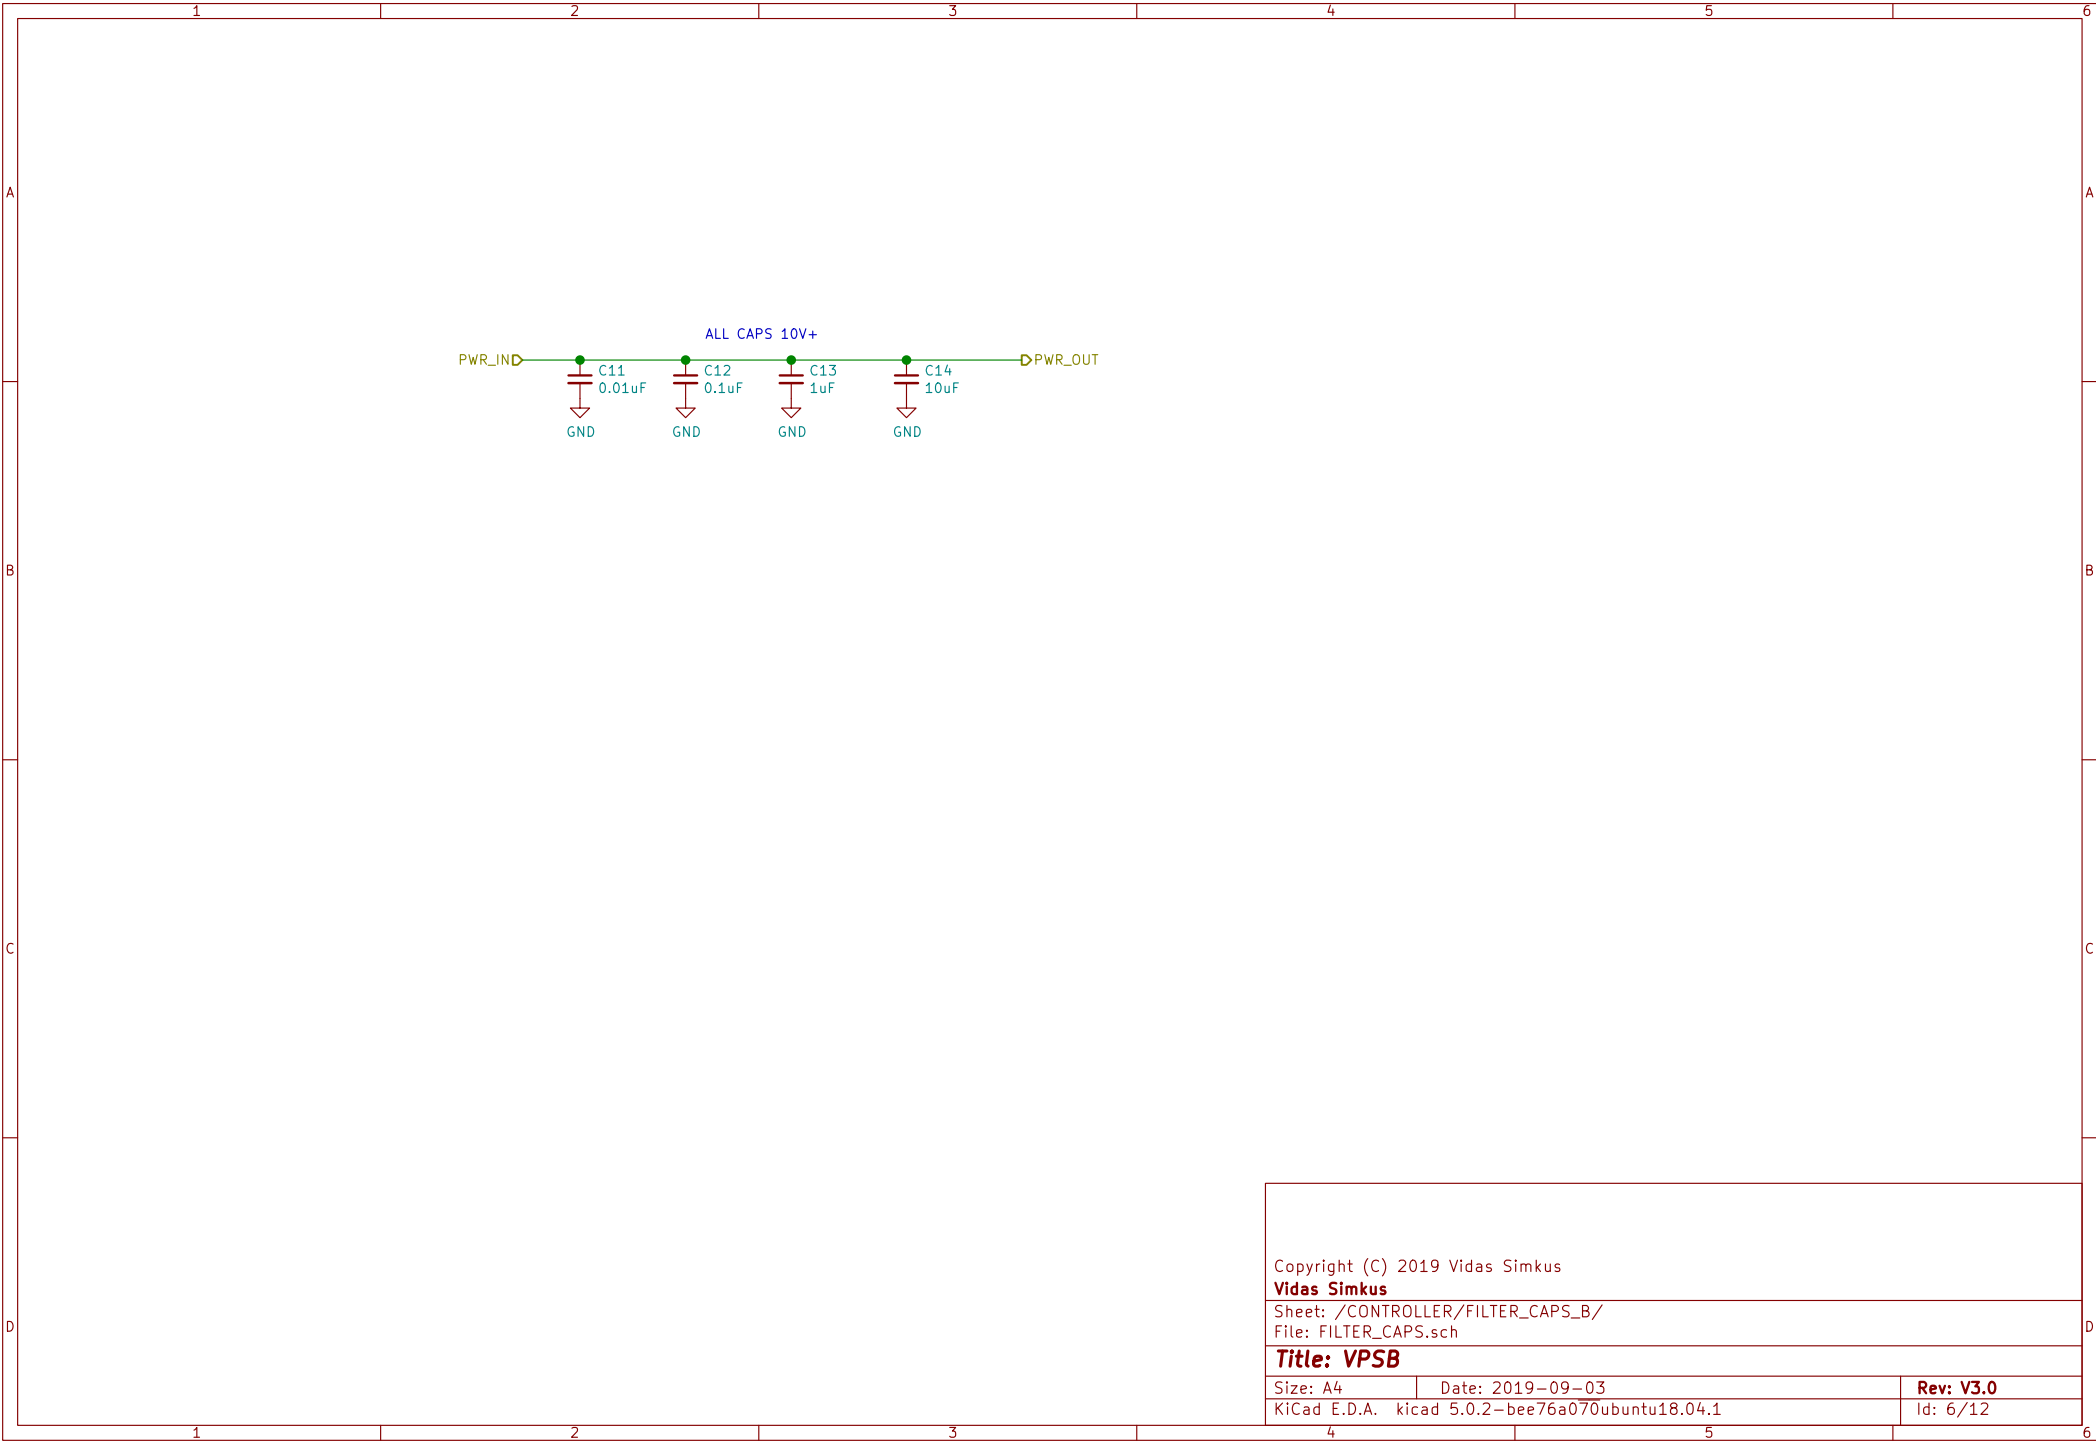 1 2 3 4 5 6
A A
ALL CAPS 10V+
PWR_IN PWR_OUT
C11 C12 C13 C14
0.01uF 0.1uF 1uF 10uF
GND GND GND GND
B B
C C
Copyright (C) 2019 Vidas Simkus
Vidas Simkus
Sheet: /CONTROLLER/FILTER_CAPS_B/
D D
File: FILTER_CAPS.sch
Title: VPSB
Size: A4 Date: 2019-09-03 Rev: V3.0
KiCad E.D.A. kicad 5.0.2-bee76a070ubuntu18.04.1 Id: 6/12
1 2 3 4 5 6